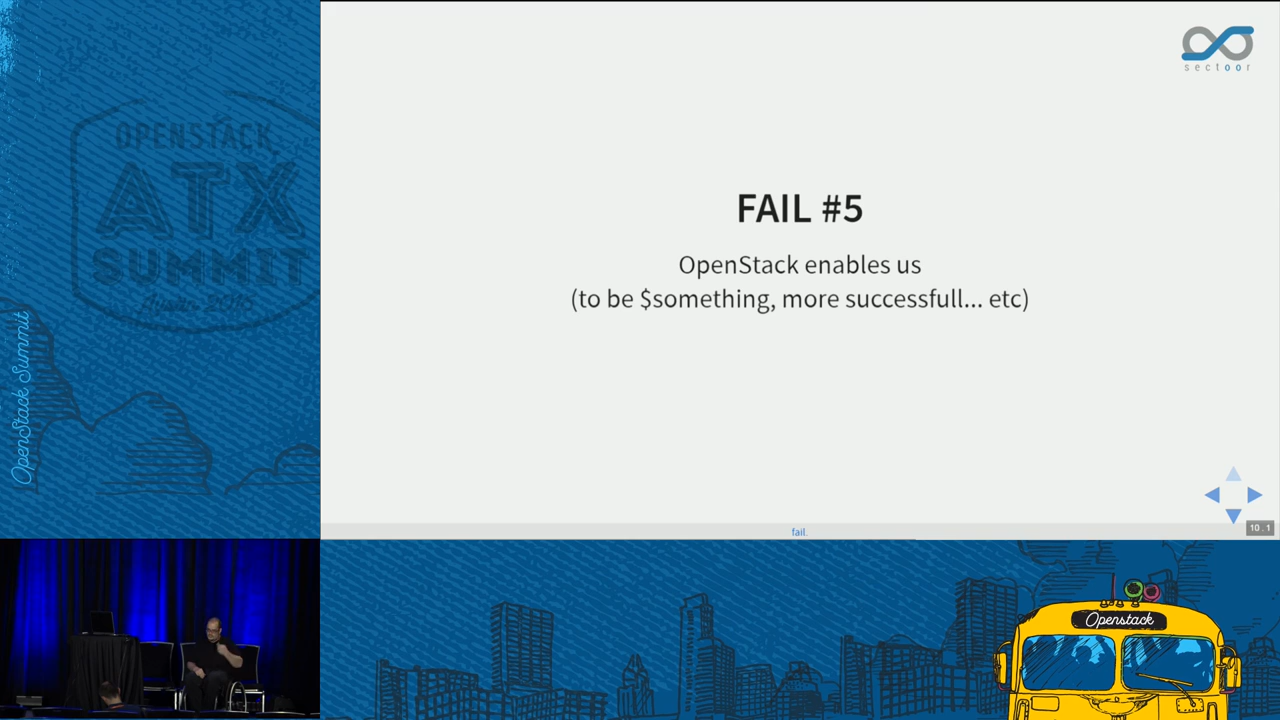 OPENSTACK
ATX
SUMMIT
Austin 2016
OpenStack Summit
sectoor
FAIL #5
OpenStack enables us
(to be $something, more successfull... etc)
fail.
10.1
Openstack